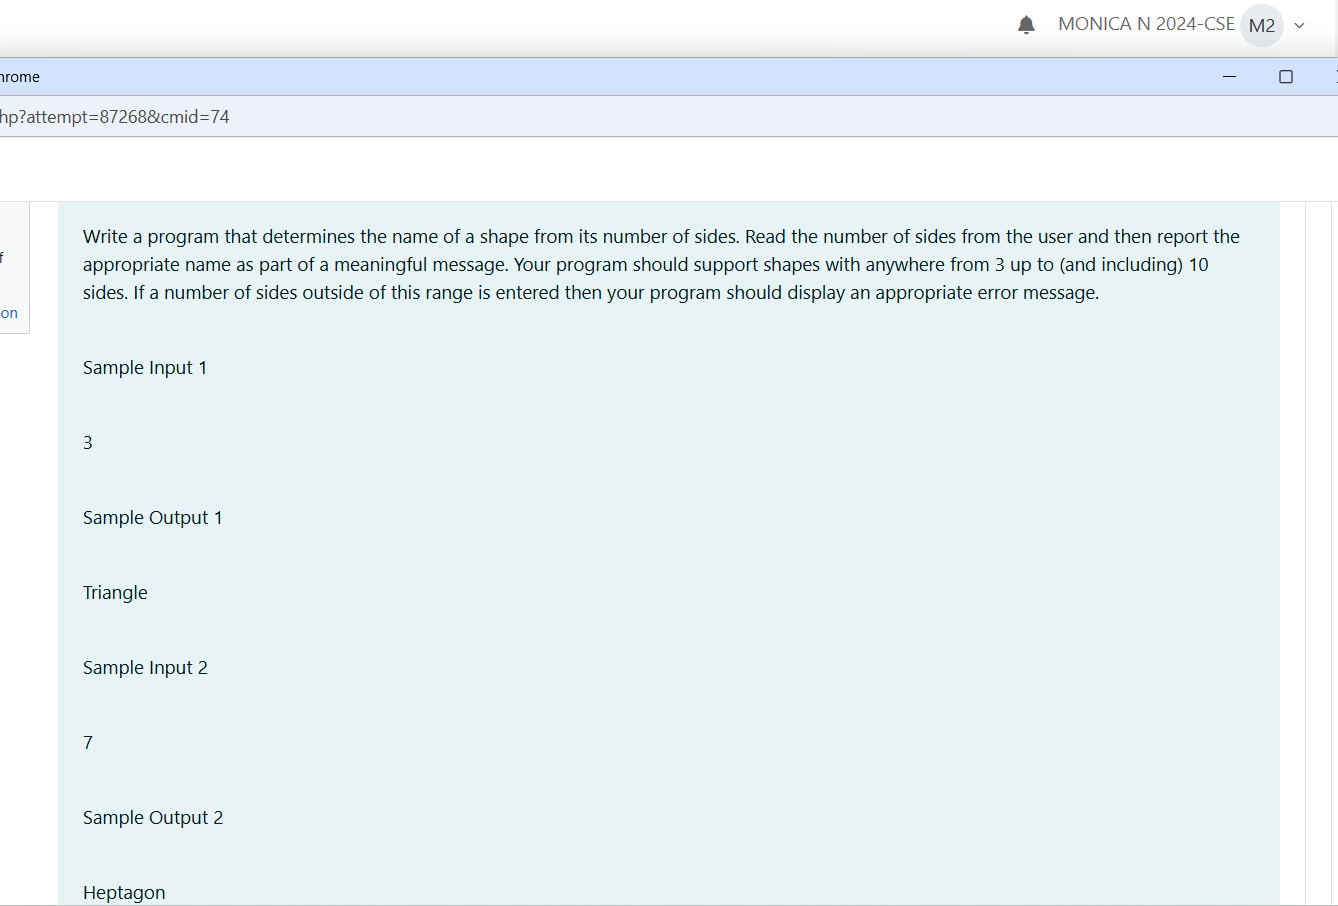 MONICA N 2024-CSE M2
hrome
hp?attempt=87268&cmid=74
f
on
Write a program that determines the name of a shape from its number of sides. Read the number of sides from the user and then report the
appropriate name as part of a meaningful message. Your program should support shapes with anywhere from 3 up to (and including) 10
sides. If a number of sides outside of this range is entered then your program should display an appropriate error message.
Sample Input 1
3
Sample Output 1
Triangle
Sample Input 2
7
Sample Output 2
Heptagon